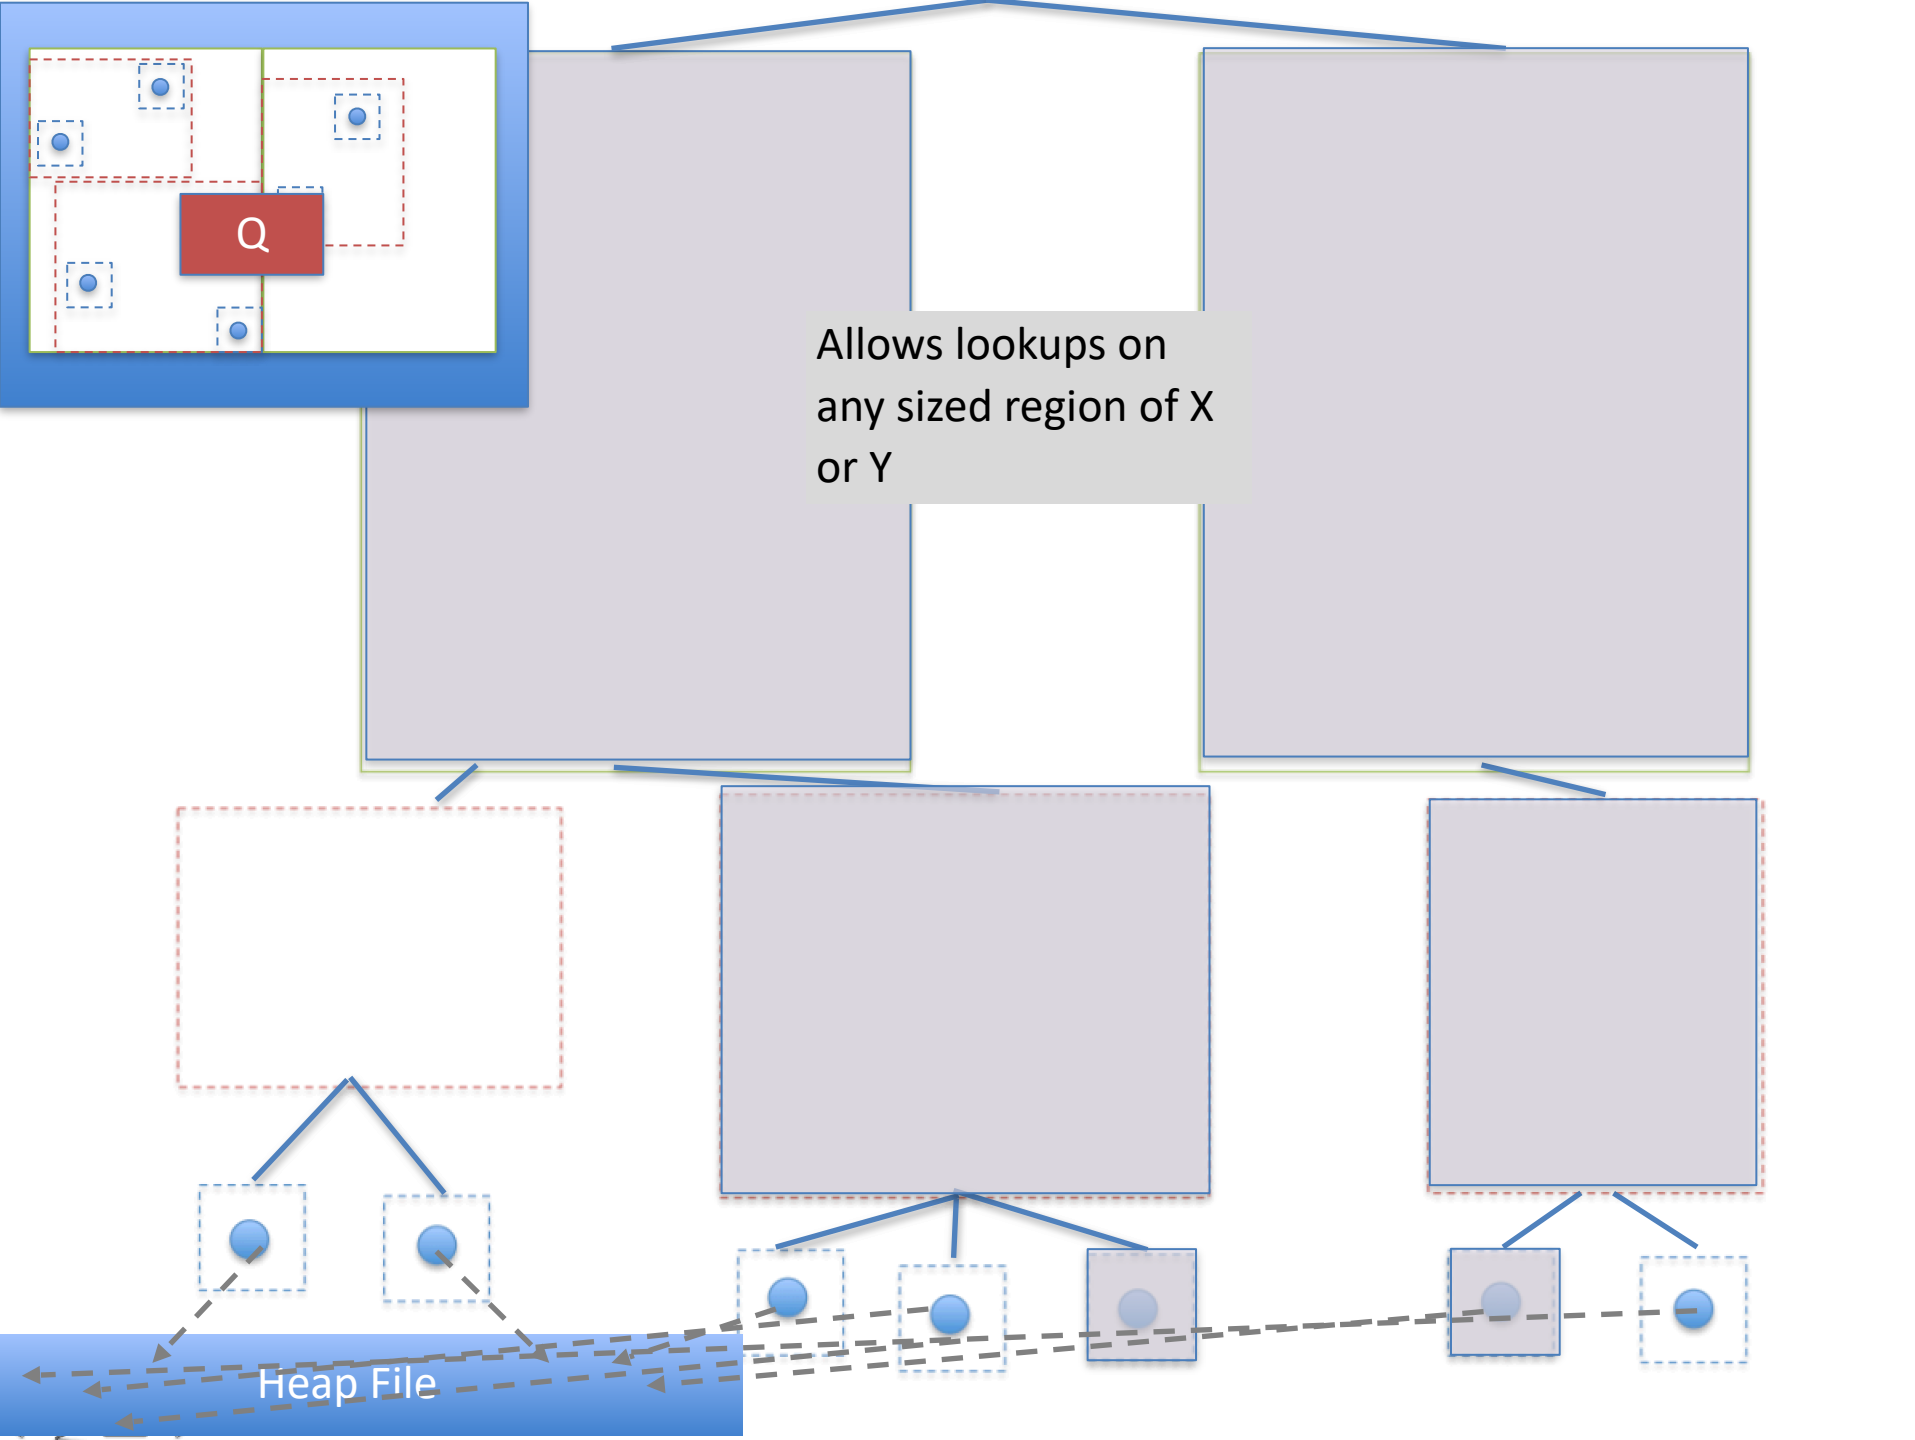 Q
Allows lookups on
any sized region of X
or Y
Heap File